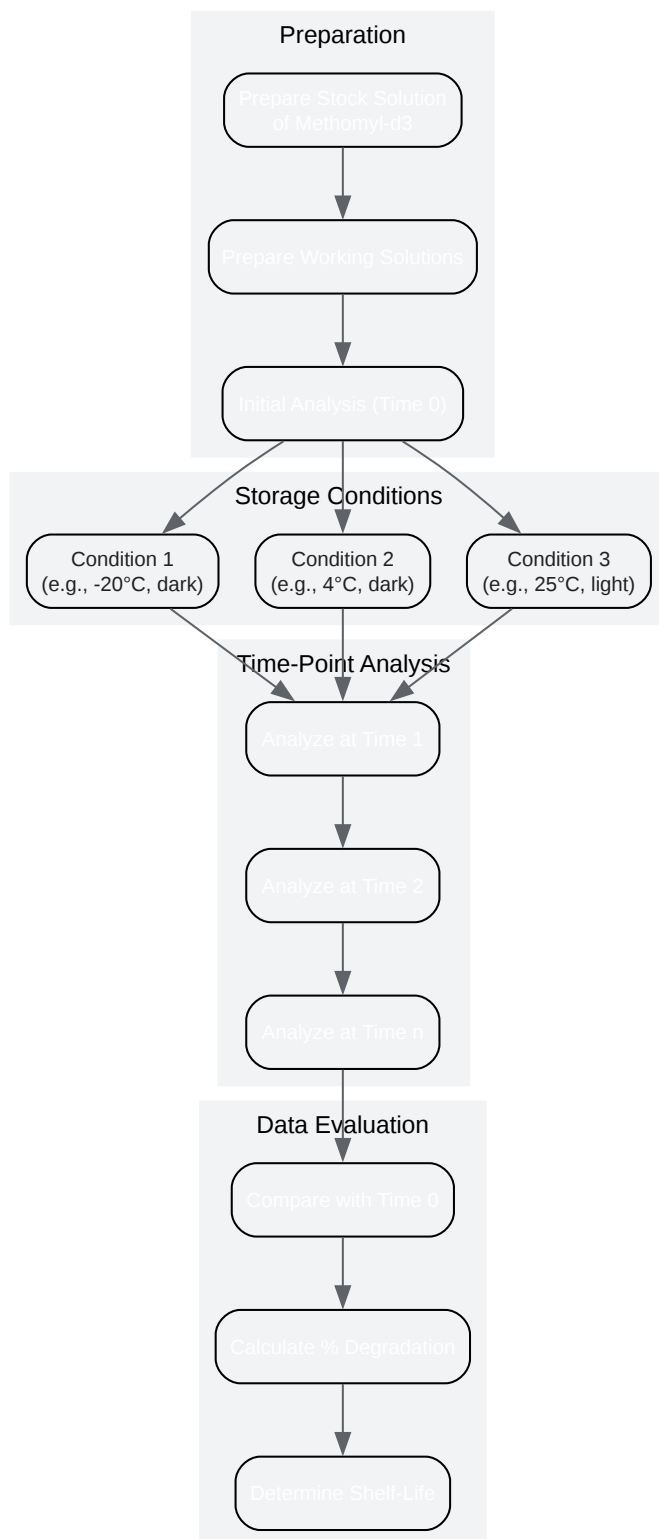 Preparation
Prepare Stock Solution
of Methomyl-d3
Prepare Working Solutions
Initial Analysis (Time 0)
Storage Conditions
Condition 1
(e.g., -20°C, dark)
Condition 2
(e.g., 4°C, dark)
Condition 3
(e.g., 25°C, light)
Time-Point Analysis
Analyze at Time 1
Analyze at Time 2
Analyze at Time n
Data Evaluation
Compare with Time 0
Calculate % Degradation
Determine Shelf-Life